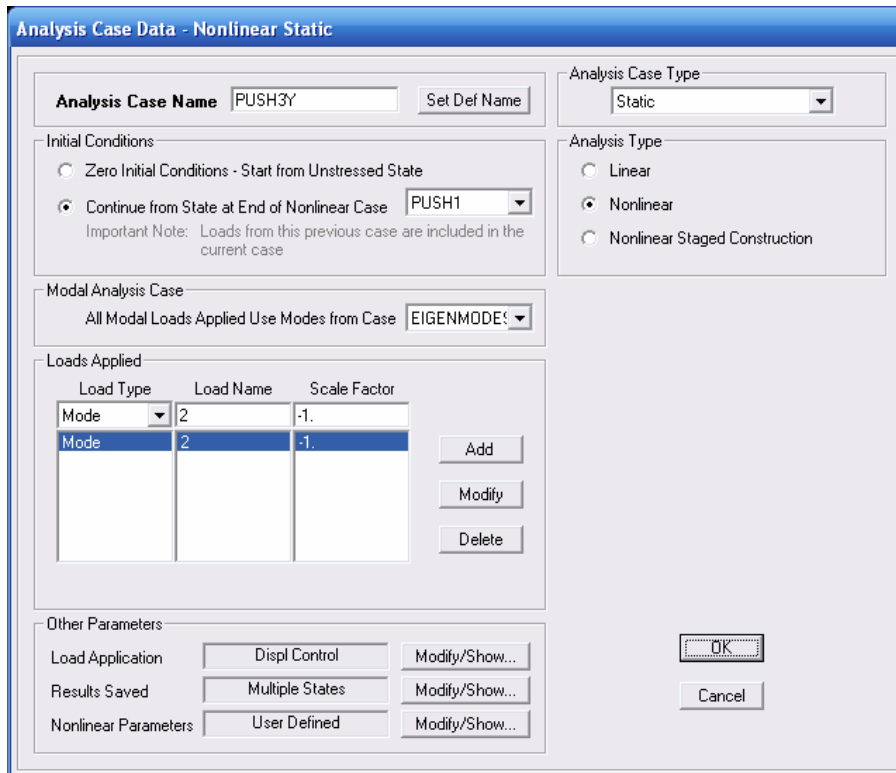 Analysis Case Data - Nonlinear Static
Analysis Case Name PUSH3Y Set Def Name
Analysis Case Type
Static
Initial Conditions
Zero Initial Conditions - Start from Unstressed State
Continue from State at End of Nonlinear Case PUSH1
Important Note: Loads from this previous case are included in the
current case
Analysis Type
Linear
Nonlinear
Nonlinear Staged Construction
Modal Analysis Case
All Modal Loads Applied Use Modes from Case EIGENMODES
Loads Applied
Load Type Load Name Scale Factor
Mode 2 -1.
Mode 2 -1.
Add
Modify
Delete
Other Parameters
Load Application Displ Control Modify/Show...
Results Saved Multiple States Modify/Show...
Nonlinear Parameters User Defined Modify/Show...
OK
Cancel